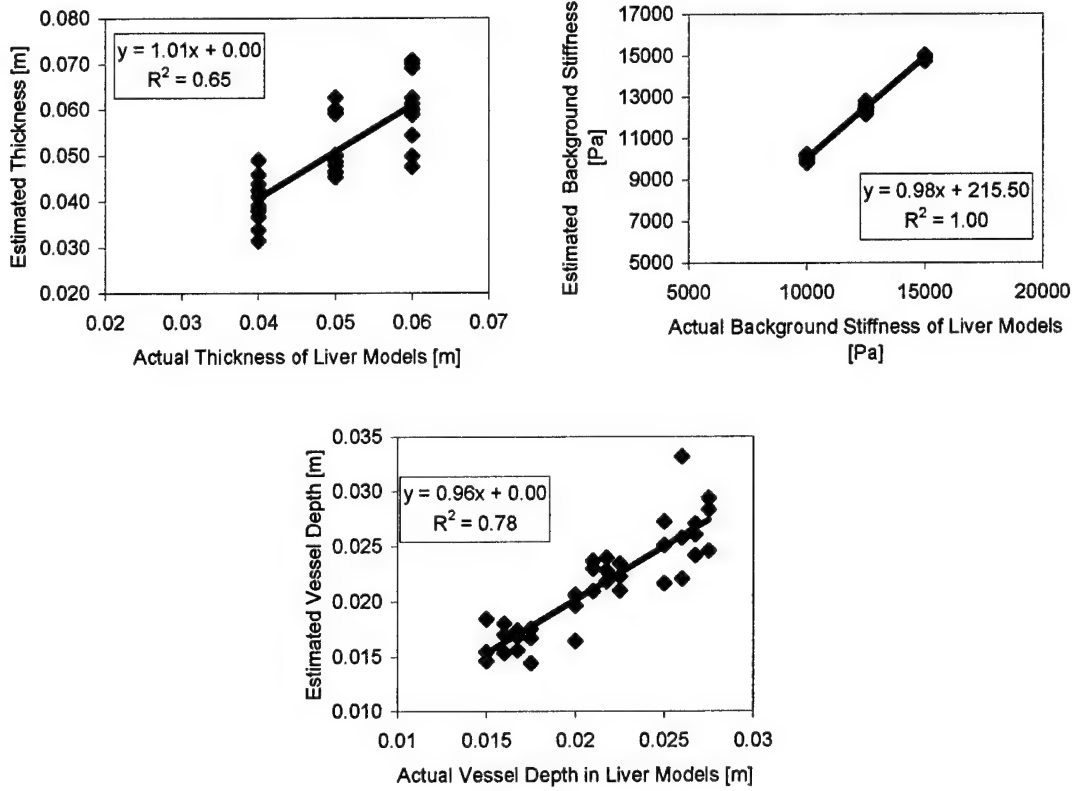 Estimated Thickness [m]
0.080
0.070
0.060
0.050
0.040
0.030
0.020
y = 1.01x + 0.00
R² = 0.65
0.02 0.03 0.04 0.05 0.06 0.07
Actual Thickness of Liver Models [m]
Estimated Background Stiffness
[Pa]
17000
15000
13000
11000
9000
7000
5000
y = 0.98x + 215.50
R² = 1.00
5000 10000 15000 20000
Actual Background Stiffness of Liver Models
[Pa]
Estimated Vessel Depth [m]
0.035
0.030
0.025
0.020
0.015
0.010
y = 0.96x + 0.00
R² = 0.78
0.01 0.015 0.02 0.025 0.03
Actual Vessel Depth in Liver Models [m]